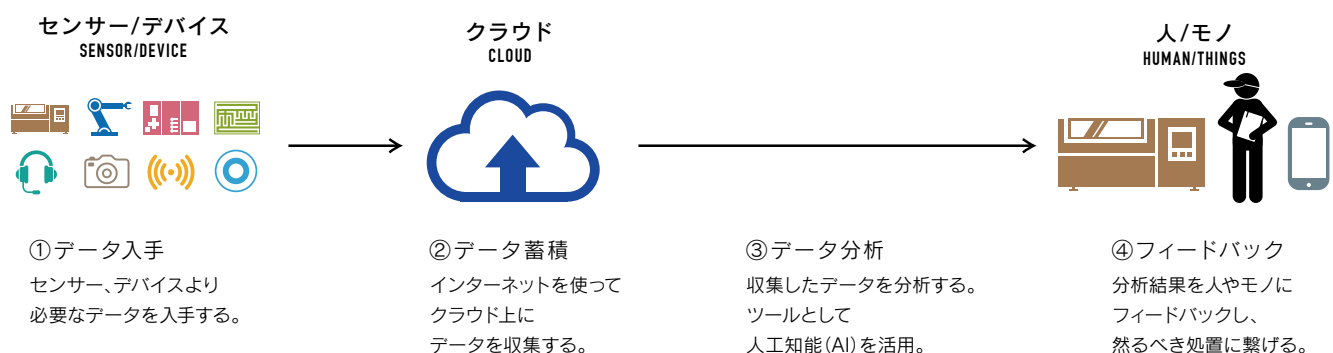 センサー/デバイス
SENSOR/DEVICE
クラウド
CLOUD
人/モノ
HUMAN/THINGS
①データ入手
センサー、デバイスより
必要なデータを入手する。
②データ蓄積
インターネットを使って
クラウド上に
データを収集する。
③データ分析
収集したデータを分析する。
ツールとして
人工知能(AI)を活用。
④フィードバック
分析結果を人やモノに
フィードバックし、
然るべき処置に繋げる。